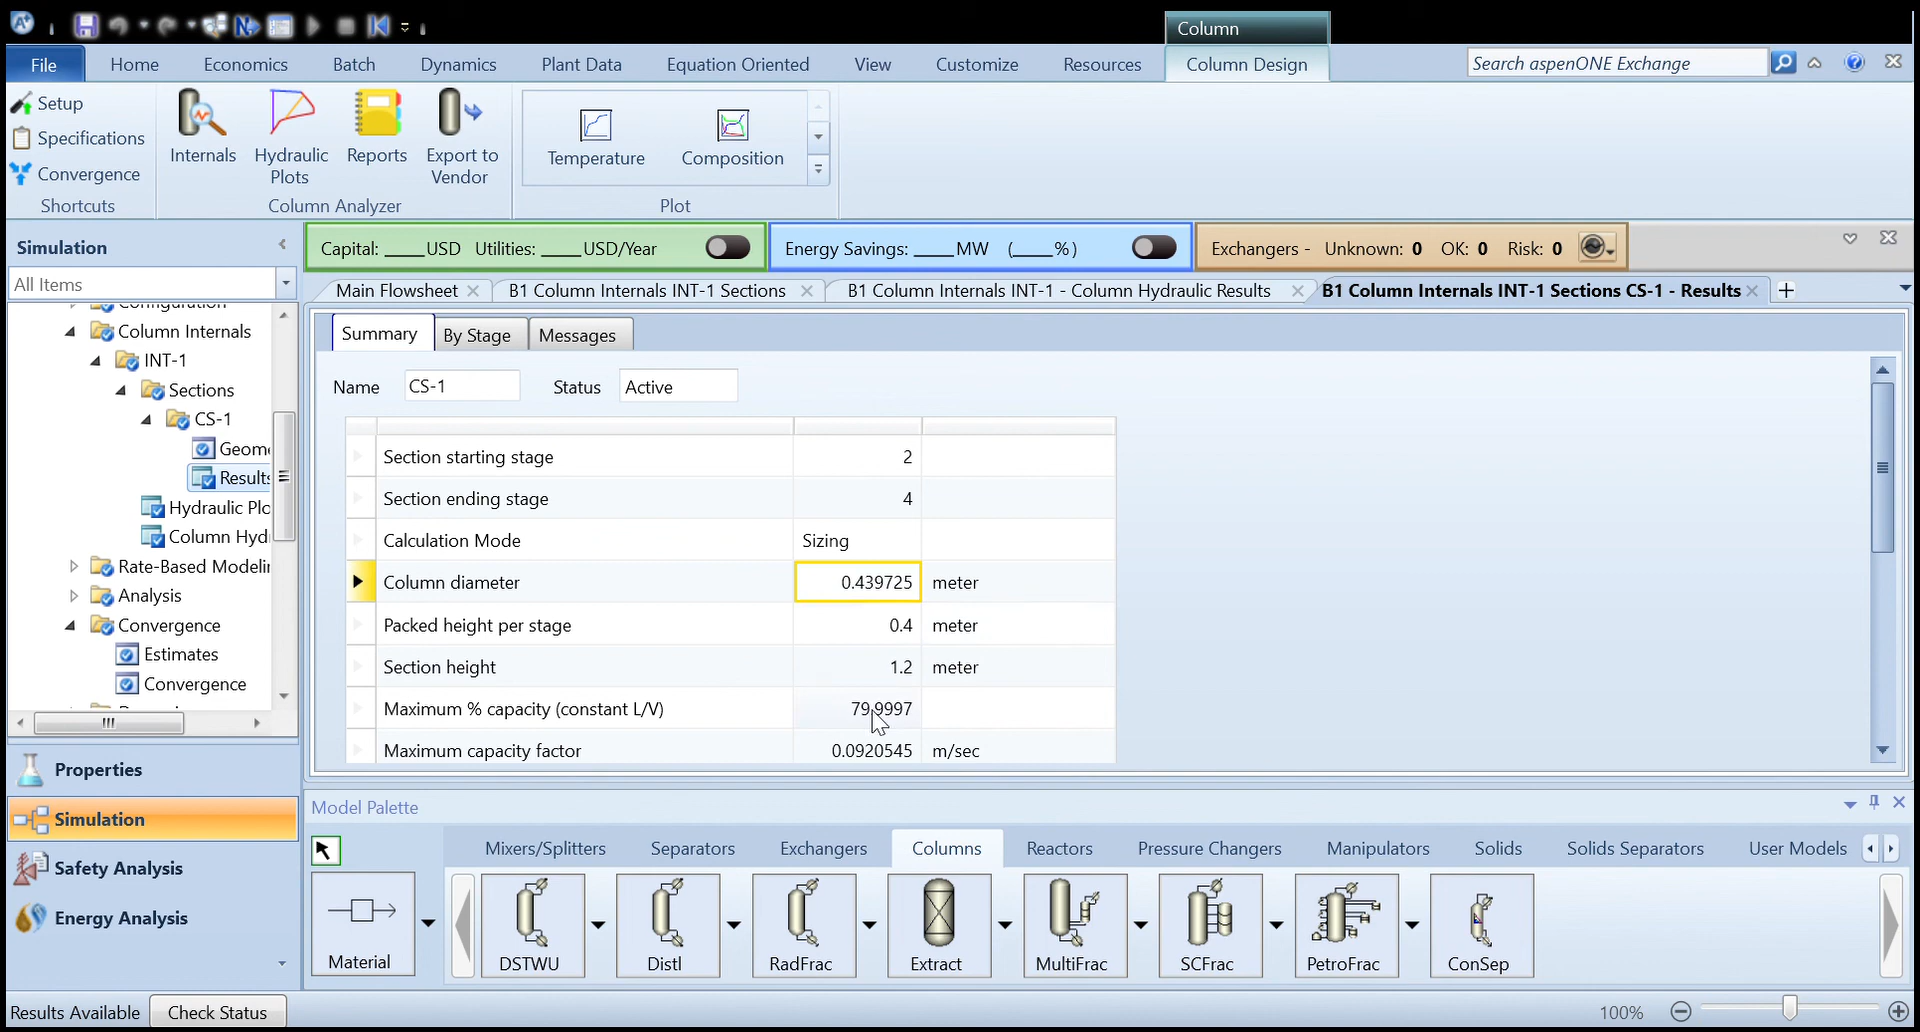 Column
File Home Economics Batch Dynamics Plant Data Equation Oriented View Customize Resources Column Design Search aspenONE Exchange
Setup
Specifications
Convergence
Shortcuts
Internals
Hydraulic
Plots
Reports
Export to
Vendor
Column Analyzer
Temperature
Composition
Plot
Simulation
All Items
Capital: ____USD Utilities: ____USD/Year
Energy Savings: ____MW (____%)
Exchangers - Unknown: 0 OK: 0 Risk: 0
Main Flowsheet
B1 Column Internals INT-1 Sections
B1 Column Internals INT-1 - Column Hydraulic Results
B1 Column Internals INT-1 Sections CS-1 - Results
Column Internals
INT-1
Sections
CS-1
Geome
Results
Hydraulic Plo
Column Hyd
Rate-Based Modelin
Analysis
Convergence
Estimates
Convergence
Properties
Simulation
Safety Analysis
Energy Analysis
Summary By Stage Messages
Name CS-1 Status Active
Section starting stage 2
Section ending stage 4
Calculation Mode Sizing
Column diameter 0.439725 meter
Packed height per stage 0.4 meter
Section height 1.2 meter
Maximum % capacity (constant L/V) 79.9997
Maximum capacity factor 0.0920545 m/sec
Model Palette
Mixers/Splitters Separators Exchangers Columns Reactors Pressure Changers Manipulators Solids Solids Separators User Models
Material DSTWU Distl RadFrac Extract MultiFrac SCFrac PetroFrac ConSep
Results Available Check Status 100%